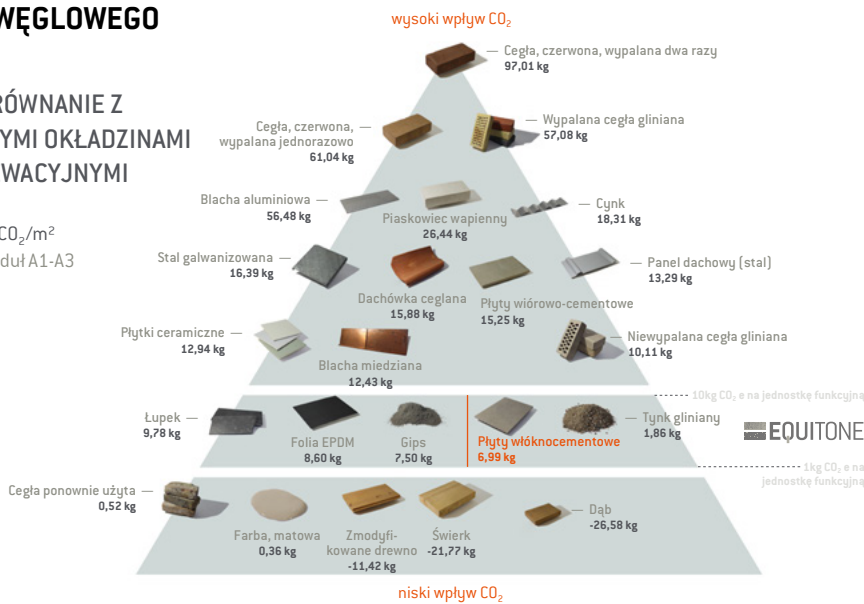 WĘGLOWEGO
RÓWNANIE Z
YMI OKŁADZINAMI
WACYJNYMI
CO₂/m²
duł A1-A3
wysoki wpływ CO₂
Cegła, czerwona, wypalana dwa razy
97,01 kg
Cegła, czerwona,
wypalana jednorazowo
61,04 kg
Wypalana cegła gliniana
57,08 kg
Blacha aluminiowa
56,48 kg
Piaskowiec wapienny
26,44 kg
Cynk
18,31 kg
Stal galwanizowana
16,39 kg
Dachówka ceglana
15,88 kg
Płyty wiórowo-cementowe
15,25 kg
Panel dachowy (stal)
13,29 kg
Płytki ceramiczne
12,94 kg
Blacha miedziana
12,43 kg
Niewypalana cegła gliniana
10,11 kg
10kg CO₂ e na jednostkę funkcyjną
Łupek
9,78 kg
Folia EPDM
8,60 kg
Gips
7,50 kg
Płyty włóknocementowe
6,99 kg
Tynk gliniany
1,86 kg
EQUITONE
1kg CO₂ e na
jednostkę funkcyjną
Cegła ponownie użyta
0,52 kg
Farba, matowa
0,36 kg
Zmodyfi-
kowane drewno
-11,42 kg
Świerk
-21,77 kg
Dąb
-26,58 kg
niski wpływ CO₂